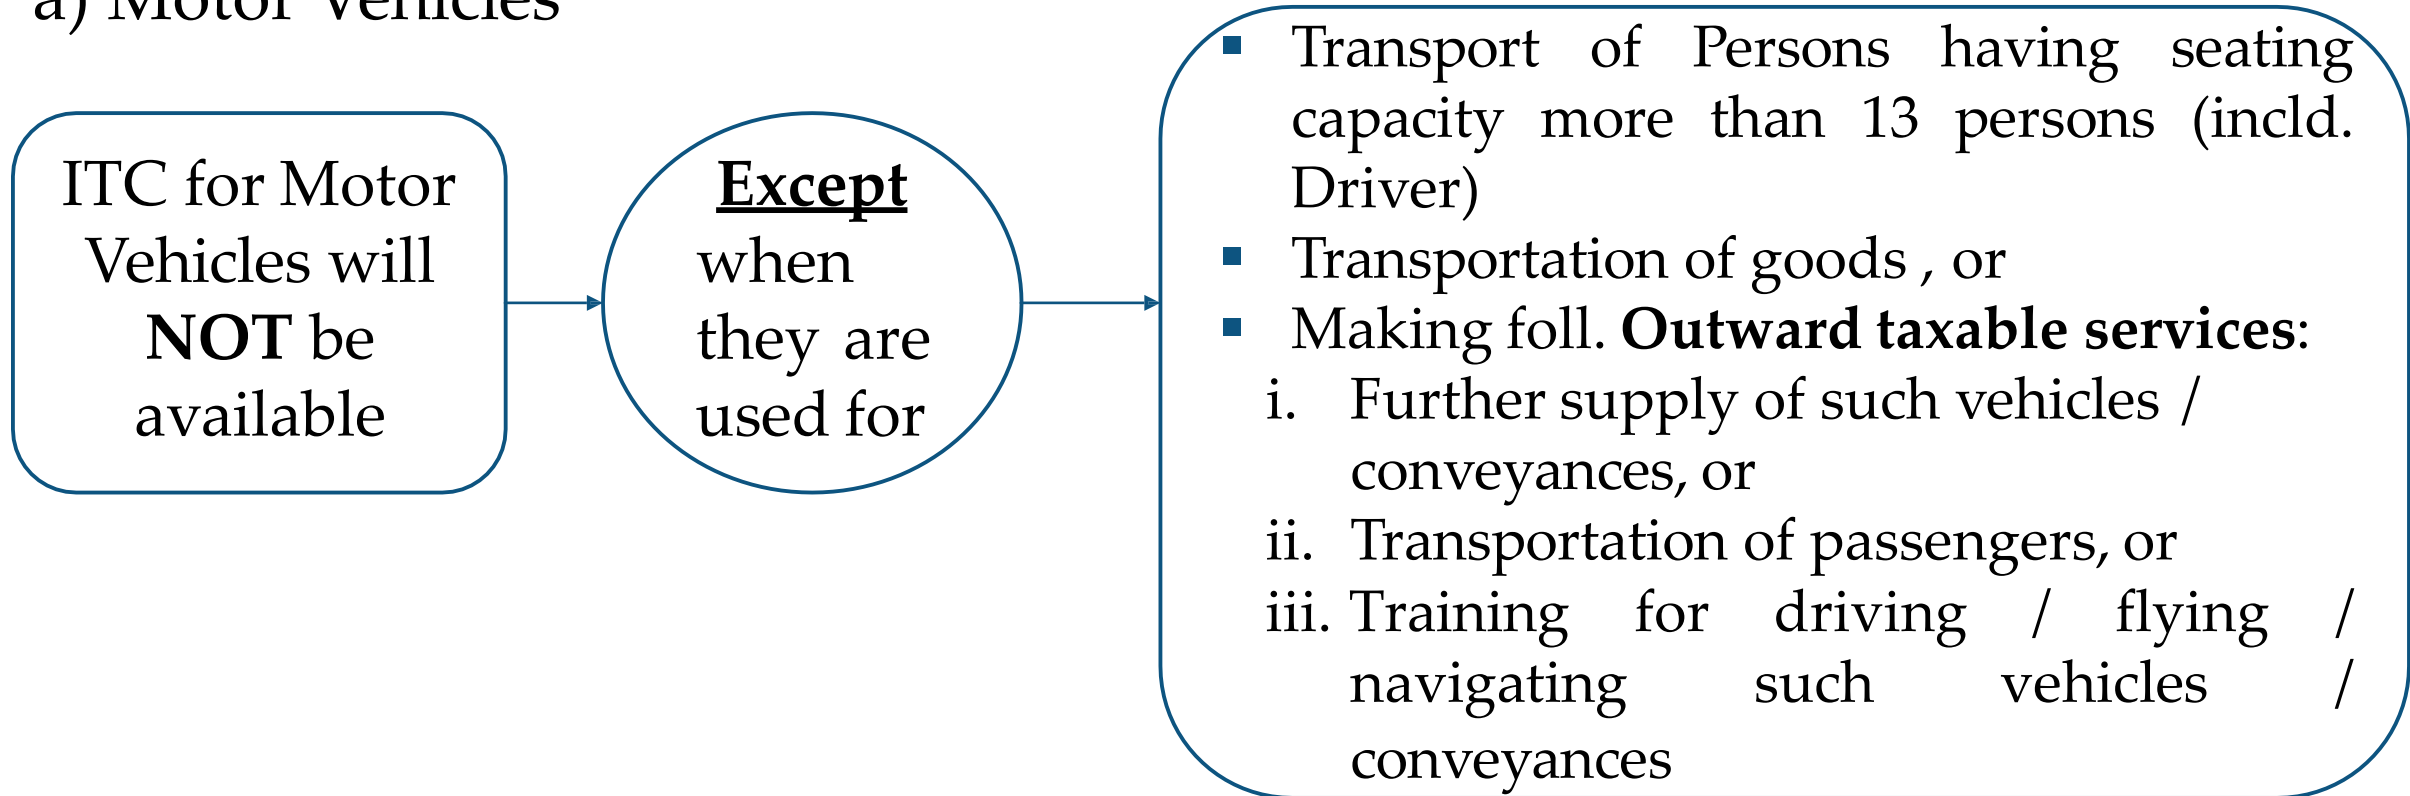 a) Motor Vehicles
ITC for Motor
Vehicles will
NOT be
available
Except
when
they are
used for
▪ Transport of Persons having seating
capacity more than 13 persons (incld.
Driver)
▪ Transportation of goods , or
▪ Making foll. Outward taxable services:
i. Further supply of such vehicles /
conveyances, or
ii. Transportation of passengers, or
iii. Training for driving / flying /
navigating such vehicles /
conveyances